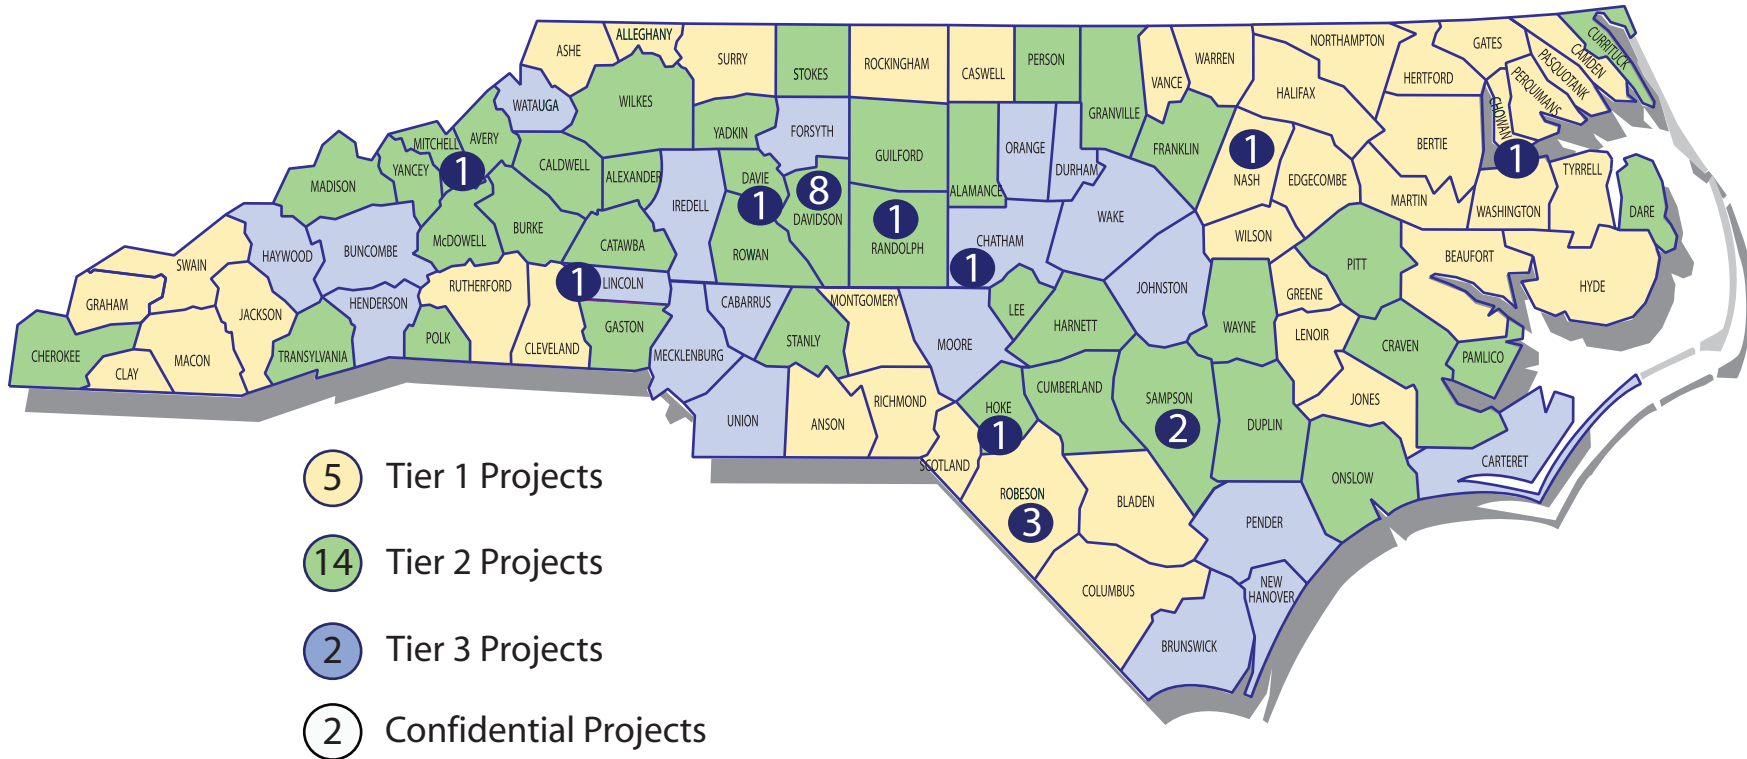 ALLEGHANY
ASHE
SURRY
STOKES
ROCKINGHAM
CASWELL
PERSON
GRANVILLE
VANCE
WARREN
NORTHAMPTON
HALIFAX
GATES
HERTFORD
BERTIE
CHOWAN
PERQUIMANS
PASQUOTANK
CAMDEN
CURRITUCK
WATAUGA
WILKES
YADKIN
FORSYTH
GUILFORD
ALAMANCE
ORANGE
DURHAM
FRANKLIN
1
NASH
EDGECOMBE
MARTIN
1
WASHINGTON
TYRRELL
DARE
MITCHELL
AVERY
1
YANCEY
MADISON
CALDWELL
ALEXANDER
IREDELL
DAVIE
1
8
DAVIDSON
1
RANDOLPH
CHATHAM
1
WAKE
WILSON
PITT
BEAUFORT
HYDE
HAYWOOD
BUNCOMBE
McDOWELL
BURKE
CATAWBA
ROWAN
SWAIN
GRAHAM
JACKSON
HENDERSON
RUTHERFORD
1
LINCOLN
CABARRUS
MONTGOMERY
LEE
HARNETT
JOHNSTON
GREENE
WAYNE
LENOIR
CRAVEN
PAMLICO
CHEROKEE
CLAY
MACON
TRANSYLVANIA
POLK
CLEVELAND
GASTON
MECKLENBURG
STANLY
MOORE
UNION
ANSON
RICHMOND
SCOTLAND
HOKE
1
CUMBERLAND
SAMPSON
2
DUPLIN
JONES
ONSLOW
CARTERET
ROBESON
3
BLADEN
PENDER
COLUMBUS
NEW
HANOVER
BRUNSWICK
5 Tier 1 Projects
14 Tier 2 Projects
2 Tier 3 Projects
2 Confidential Projects